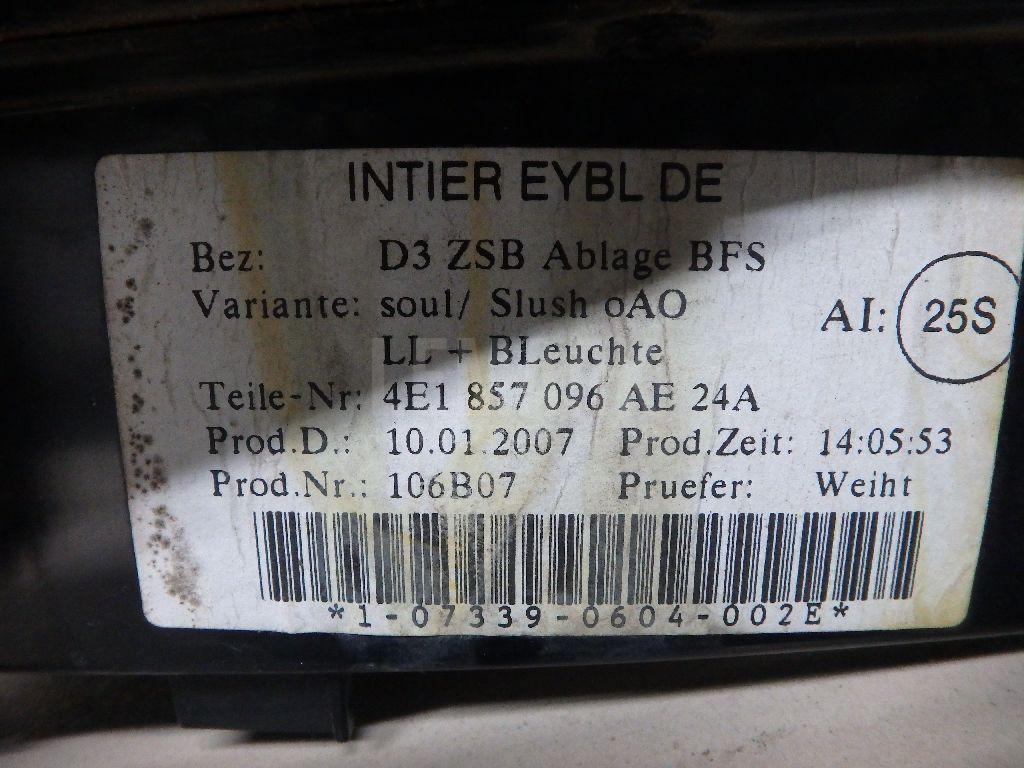 INTIER EYBL DE
Bez: D3 ZSB Ablage BFS
Variante: soul/ Slush oAO
AI: 25S
LL + BLeuchte
Teile-Nr: 4E1 857 096 AE 24A
Prod.D.: 10.01.2007 Prod.Zeit: 14:05:53
Prod.Nr.: 106B07 Pruefer: Weiht
*1-07339-0604-002E*